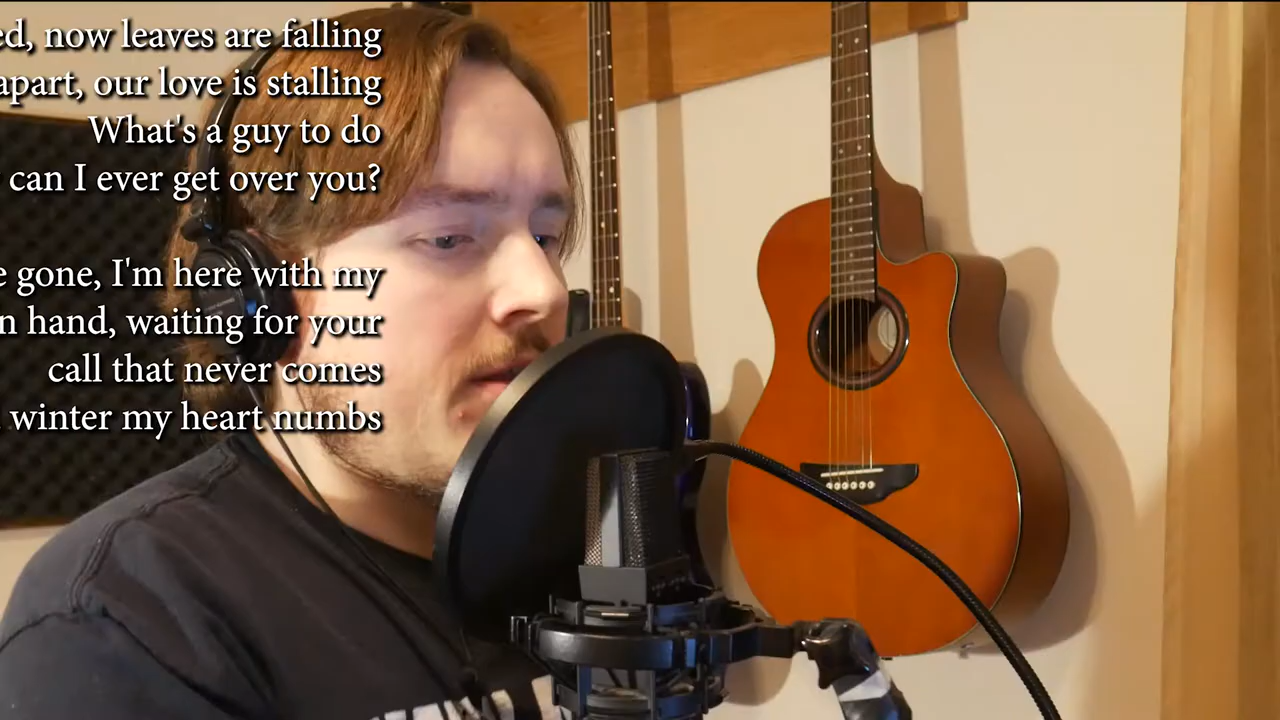 ed, now leaves are falling
apart, our love is stalling
What's a guy to do
can I ever get over you?
e gone, I'm here with my
n hand, waiting for your
call that never comes
winter my heart numbs